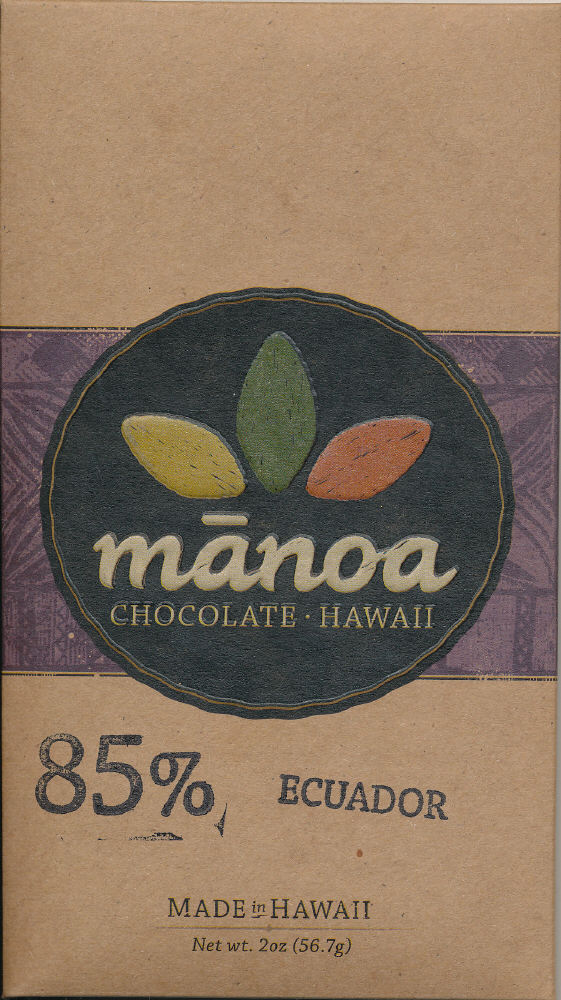 mānoa
CHOCOLATE · HAWAII
85%
ECUADOR
MADE in HAWAII
Net wt. 2oz (56.7g)